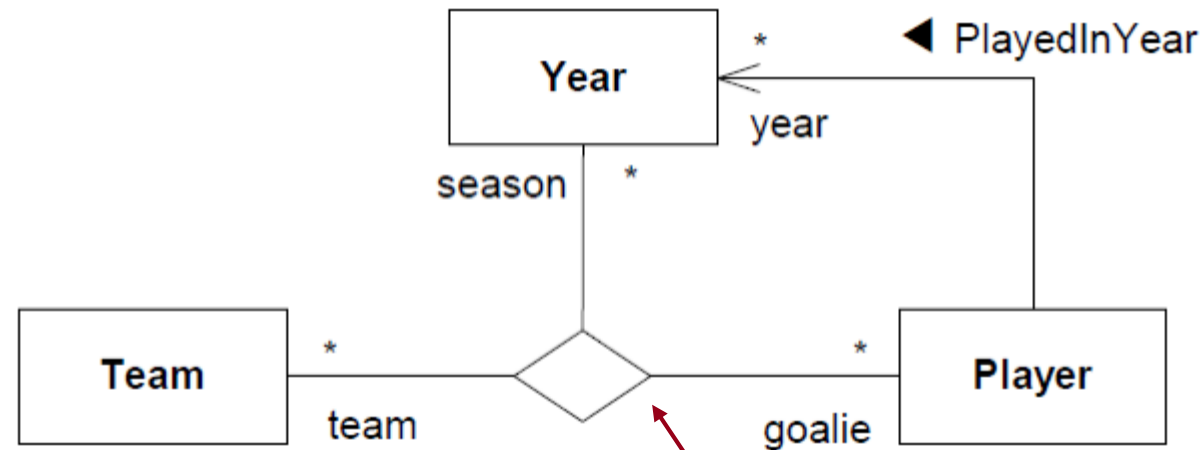 * ◀ PlayedInYear
Year
year
season *
* *
Team Player
team goalie